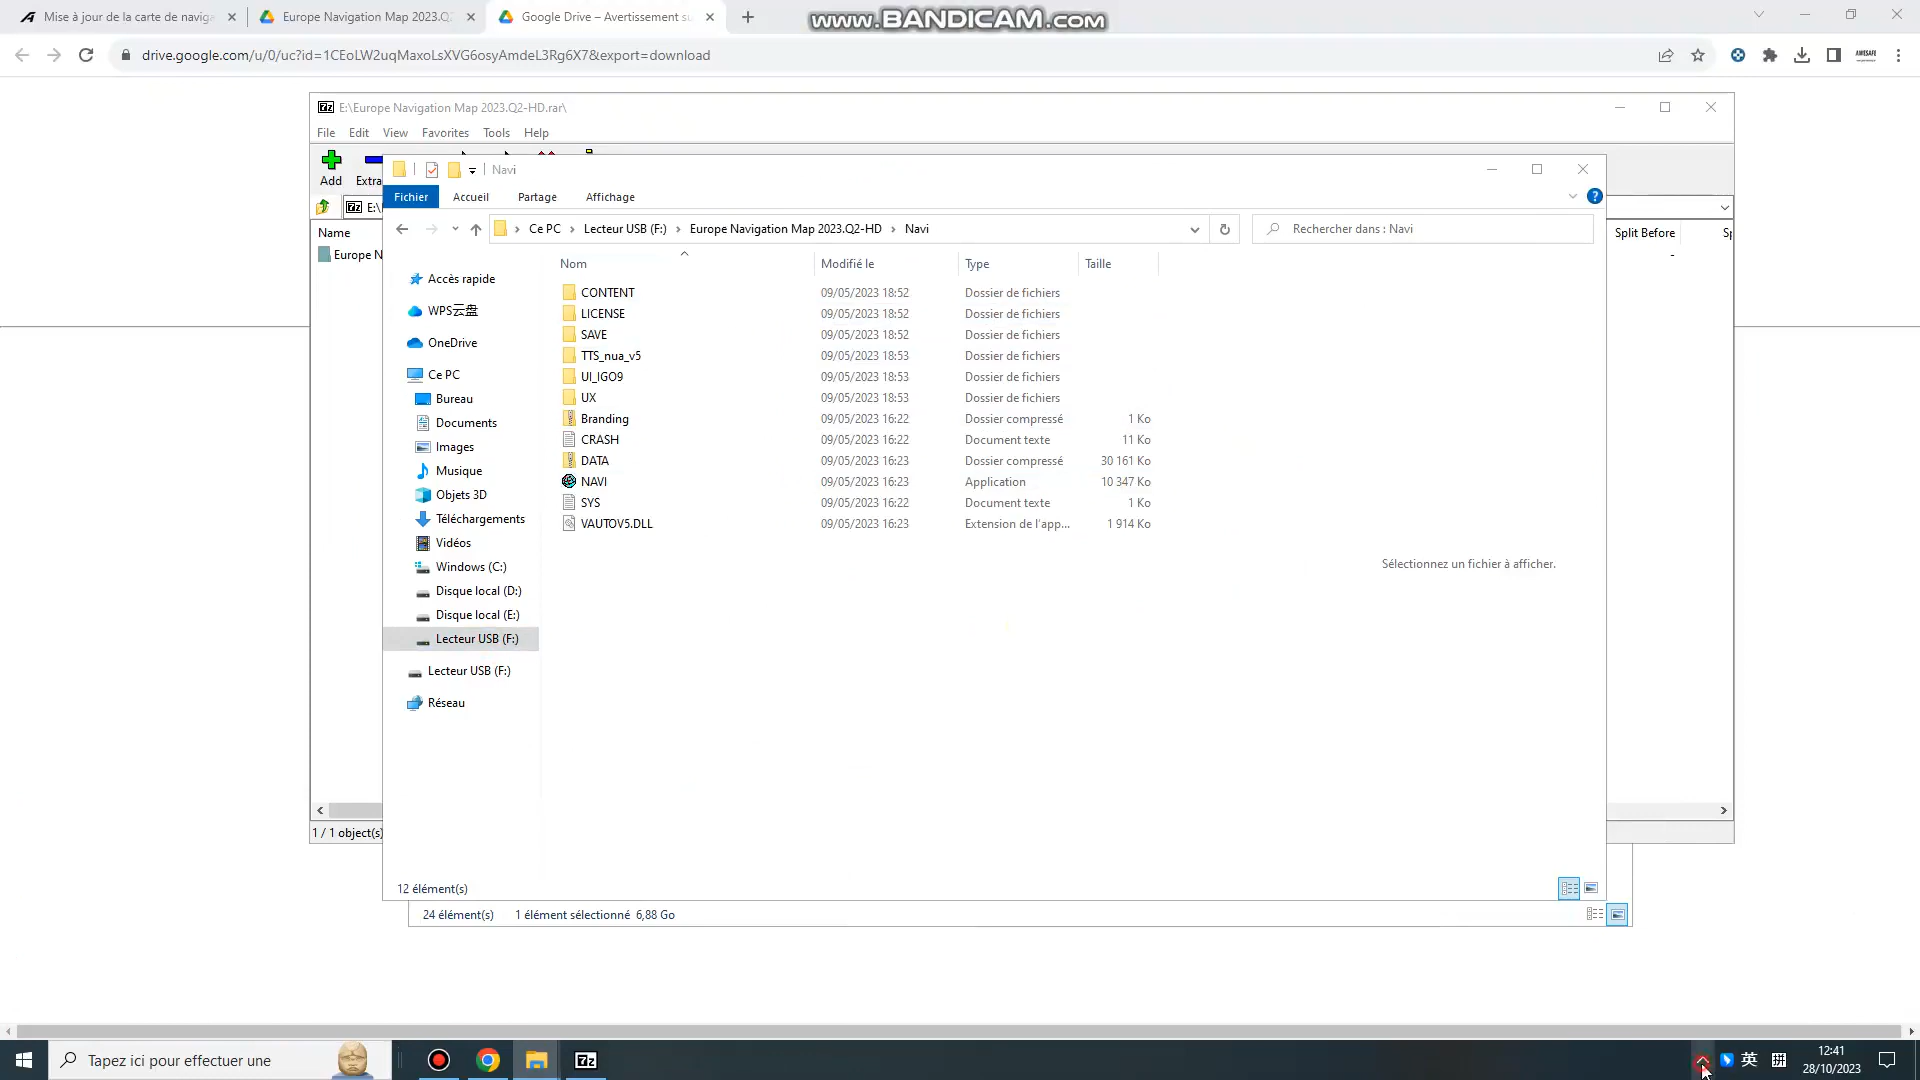 Mise à jour de la carte de naviga
Europe Navigation Map 2023.Q2
Google Drive – Avertissement su
www.BANDICAM.com
drive.google.com/u/0/uc?id=1CEoLW2uqMaxoLsXVG6osyAmdeL3Rg6X7&export=download
E:\Europe Navigation Map 2023.Q2-HD.rar\
File Edit View Favorites Tools Help
Add Extra
E:\
Name
Split Before
Sp
Europe N
-
Navi
Fichier Accueil Partage Affichage
Ce PC > Lecteur USB (F:) > Europe Navigation Map 2023.Q2-HD > Navi
Rechercher dans : Navi
Nom Modifié le Type Taille
Accès rapide
WPS云盘
OneDrive
Ce PC
Bureau
Documents
Images
Musique
Objets 3D
Téléchargements
Vidéos
Windows (C:)
Disque local (D:)
Disque local (E:)
Lecteur USB (F:)
Lecteur USB (F:)
Réseau
CONTENT 09/05/2023 18:52 Dossier de fichiers
LICENSE 09/05/2023 18:52 Dossier de fichiers
SAVE 09/05/2023 18:52 Dossier de fichiers
TTS_nua_v5 09/05/2023 18:53 Dossier de fichiers
UI_IGO9 09/05/2023 18:53 Dossier de fichiers
UX 09/05/2023 18:53 Dossier de fichiers
Branding 09/05/2023 16:22 Dossier compressé 1 Ko
CRASH 09/05/2023 16:22 Document texte 11 Ko
DATA 09/05/2023 16:23 Dossier compressé 30 161 Ko
NAVI 09/05/2023 16:23 Application 10 347 Ko
SYS 09/05/2023 16:22 Document texte 1 Ko
VAUTOV5.DLL 09/05/2023 16:23 Extension de l'app... 1 914 Ko
Sélectionnez un fichier à afficher.
1 / 1 object(s)
12 élément(s)
24 élément(s) 1 élément sélectionné 6,88 Go
Tapez ici pour effectuer une
7z
英
拼
12:41
28/10/2023